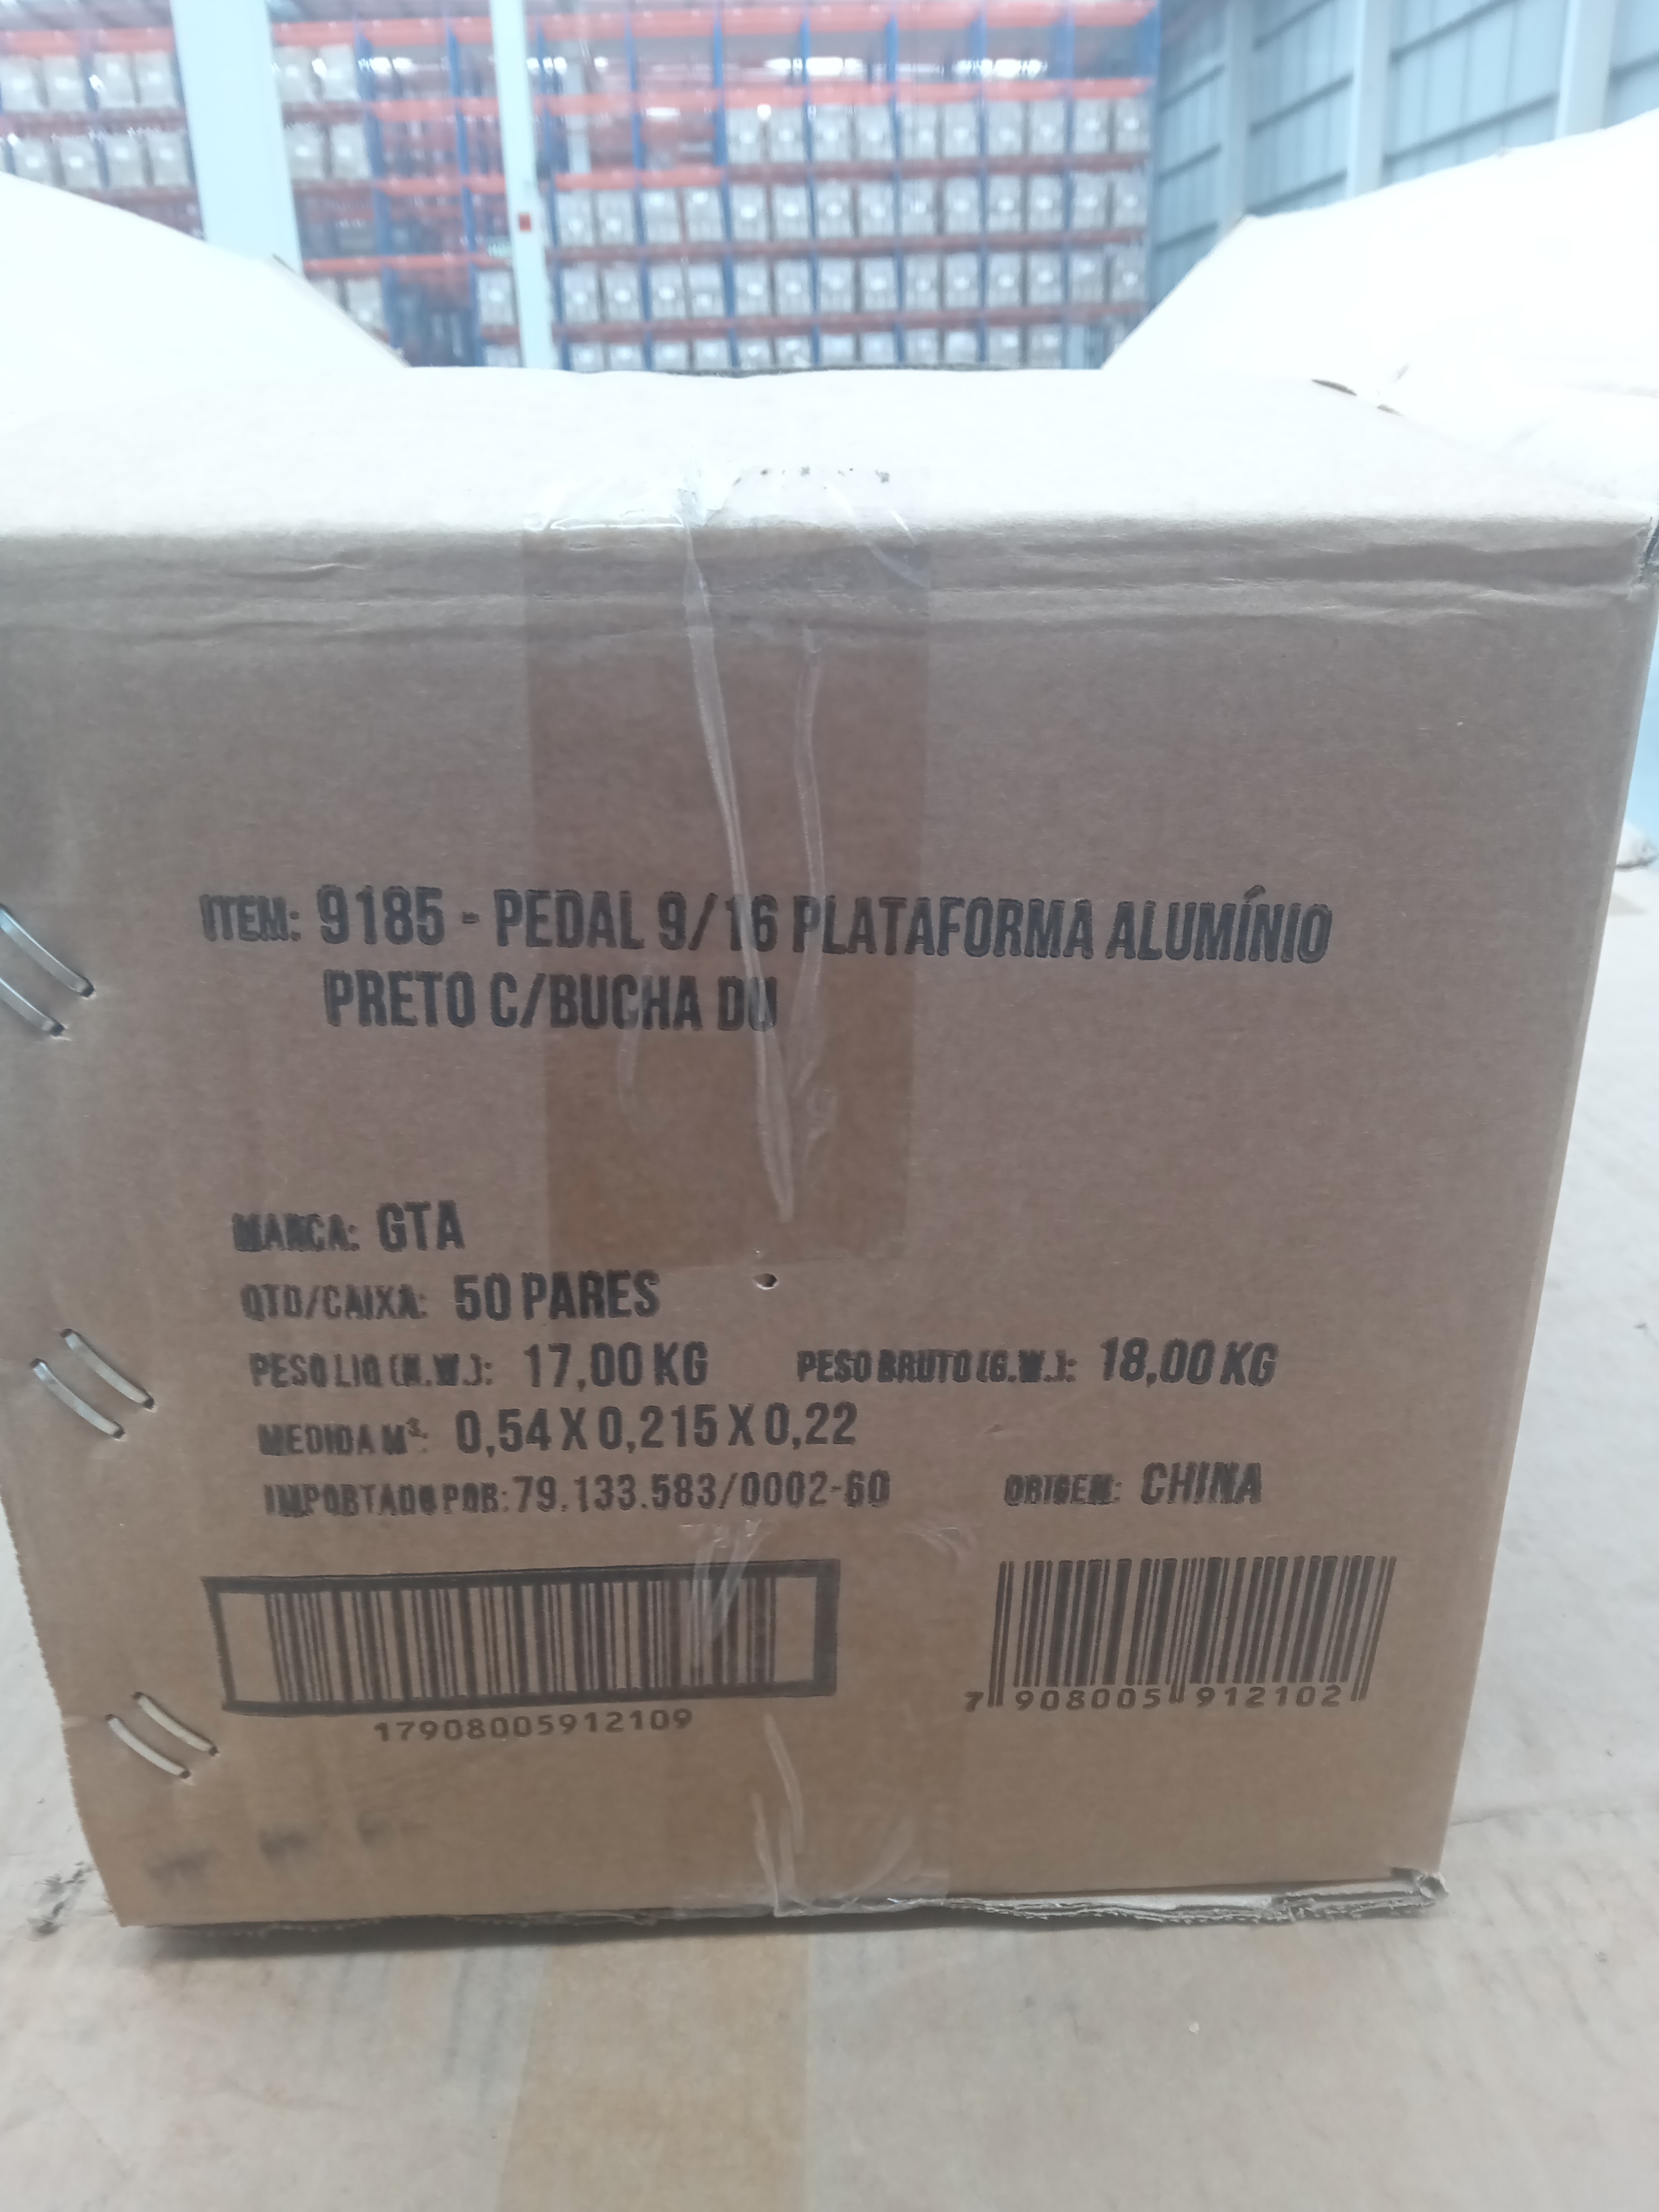 ITEM: 9185 - PEDAL 9/16 PLATAFORMA ALUMÍNIO
PRETO C/BUCHA DU
MARCA: GTA
QTD/CAIXA: 50 PARES
PESO LIQ (N.W.): 17,00 KG PESO BRUTO (G.W.): 18,00 KG
MEDIDA M³: 0,54 X 0,215 X 0,22
IMPORTADO POR: 79.133.583/0002-60 ORIGEM: CHINA
17908005912109 7 908005 912102